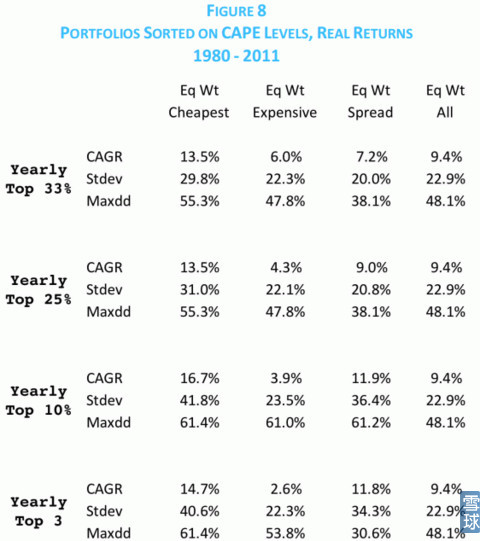 FIGURE 8
PORTFOLIOS SORTED ON CAPE LEVELS, REAL RETURNS
1980 - 2011
Eq Wt Eq Wt Eq Wt Eq Wt
Cheapest Expensive Spread All
Yearly Top 33%
CAGR 13.5% 6.0% 7.2% 9.4%
Stdev 29.8% 22.3% 20.0% 22.9%
Maxdd 55.3% 47.8% 38.1% 48.1%
Yearly Top 25%
CAGR 13.5% 4.3% 9.0% 9.4%
Stdev 31.0% 22.1% 20.8% 22.9%
Maxdd 55.3% 47.8% 38.1% 48.1%
Yearly Top 10%
CAGR 16.7% 3.9% 11.9% 9.4%
Stdev 41.8% 23.5% 36.4% 22.9%
Maxdd 61.4% 61.0% 61.2% 48.1%
Yearly Top 3
CAGR 14.7% 2.6% 11.8% 9.4%
Stdev 40.6% 22.3% 34.3% 22.9%
Maxdd 61.4% 53.8% 30.6% 48.1%
雪球